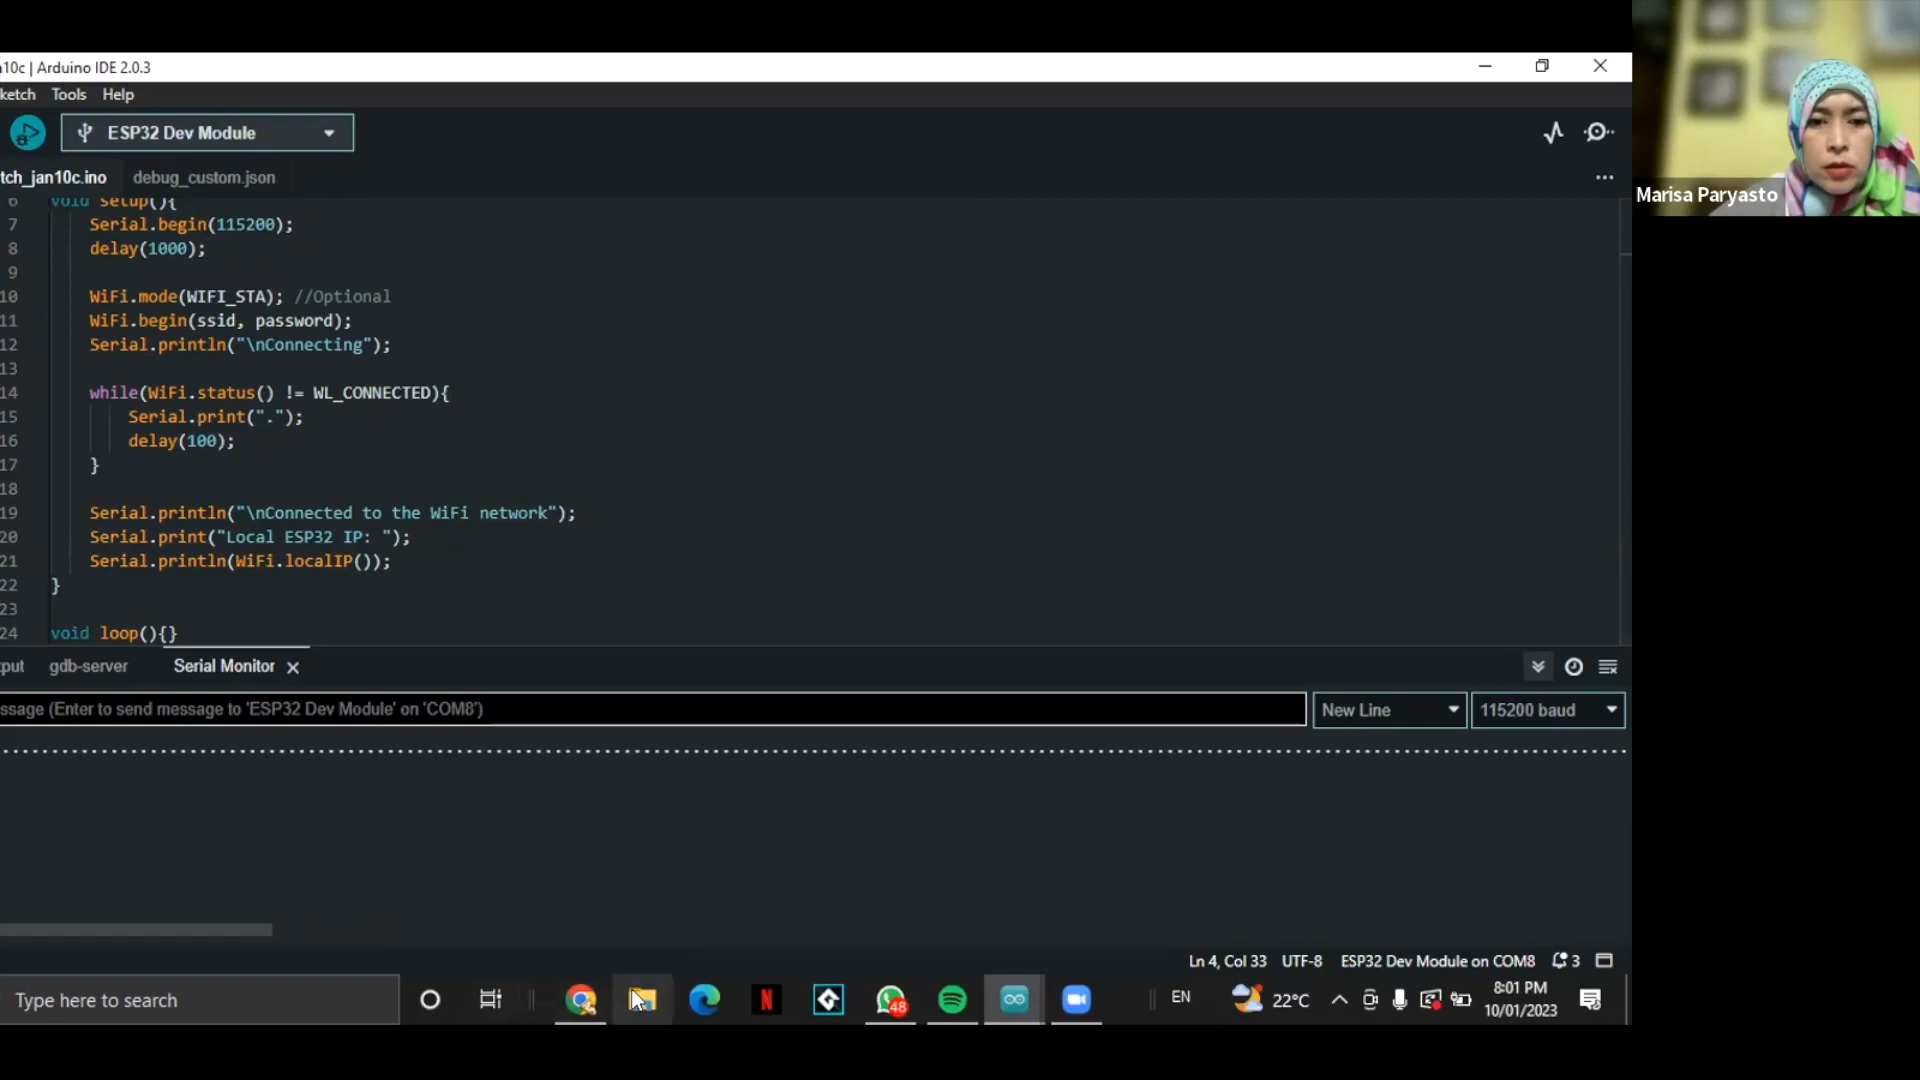 n10c | Arduino IDE 2.0.3
ketch Tools Help
ESP32 Dev Module
tch_jan10c.ino debug_custom.json
6 void setup(){
7 Serial.begin(115200);
8 delay(1000);
9
10 WiFi.mode(WIFI_STA); //Optional
11 WiFi.begin(ssid, password);
12 Serial.println("\nConnecting");
13
14 while(WiFi.status() != WL_CONNECTED){
15 Serial.print(".");
16 delay(100);
17 }
18
19 Serial.println("\nConnected to the WiFi network");
20 Serial.print("Local ESP32 IP: ");
21 Serial.println(WiFi.localIP());
22 }
23
24 void loop(){}
put gdb-server Serial Monitor
ssage (Enter to send message to 'ESP32 Dev Module' on 'COM8')
New Line 115200 baud
Ln 4, Col 33 UTF-8 ESP32 Dev Module on COM8 3
Type here to search
N
48
EN
22°C
8:01 PM
10/01/2023
Marisa Paryasto